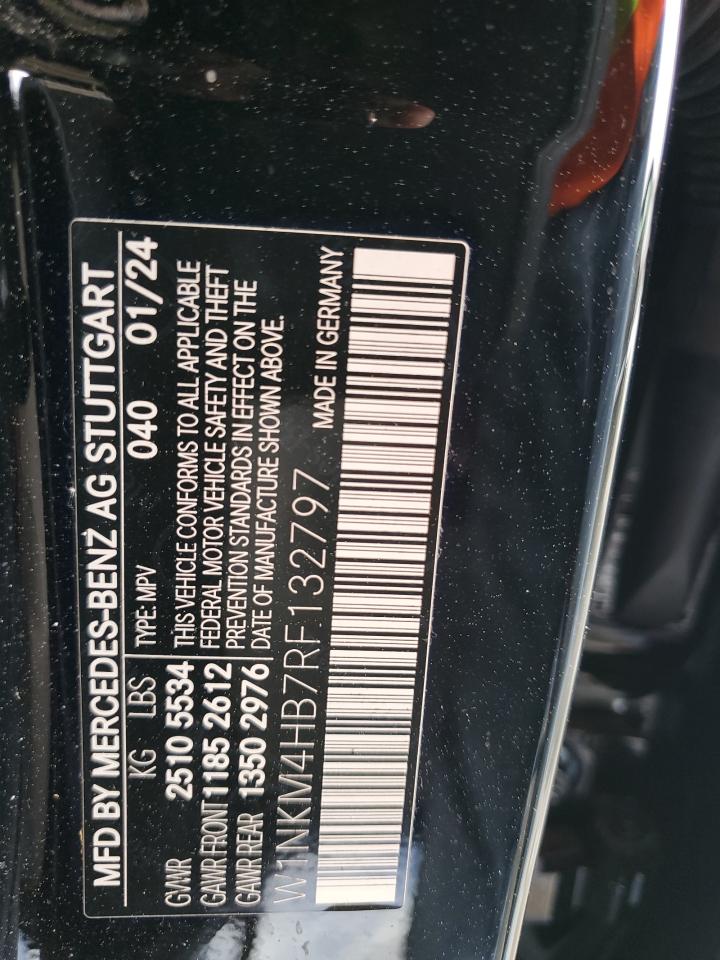 MFD BY MERCEDES-BENZ AG STUTTGART
KG LBS TYPE: MPV 040 01/24
GVWR 2510 5534
GAWR FRONT 1185 2612
GAWR REAR 1350 2976
THIS VEHICLE CONFORMS TO ALL APPLICABLE
FEDERAL MOTOR VEHICLE SAFETY AND THEFT
PREVENTION STANDARDS IN EFFECT ON THE
DATE OF MANUFACTURE SHOWN ABOVE.
W1NKM4HB7RF132797 MADE IN GERMANY